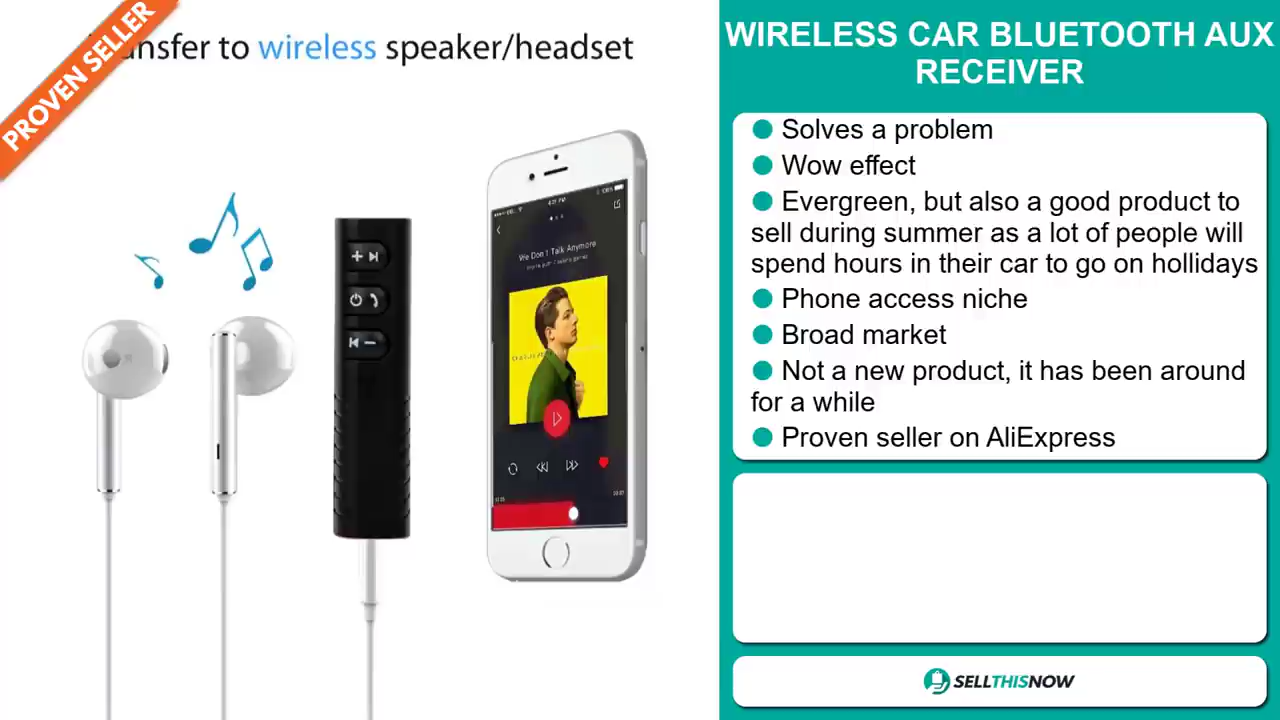 PROVEN SELLER
ansfer to wireless speaker/headset
We Don't Talk Anymore
WIRELESS CAR BLUETOOTH AUX
RECEIVER
Solves a problem
Wow effect
Evergreen, but also a good product to
sell during summer as a lot of people will
spend hours in their car to go on hollidays
Phone access niche
Broad market
Not a new product, it has been around
for a while
Proven seller on AliExpress
SELLTHISNOW